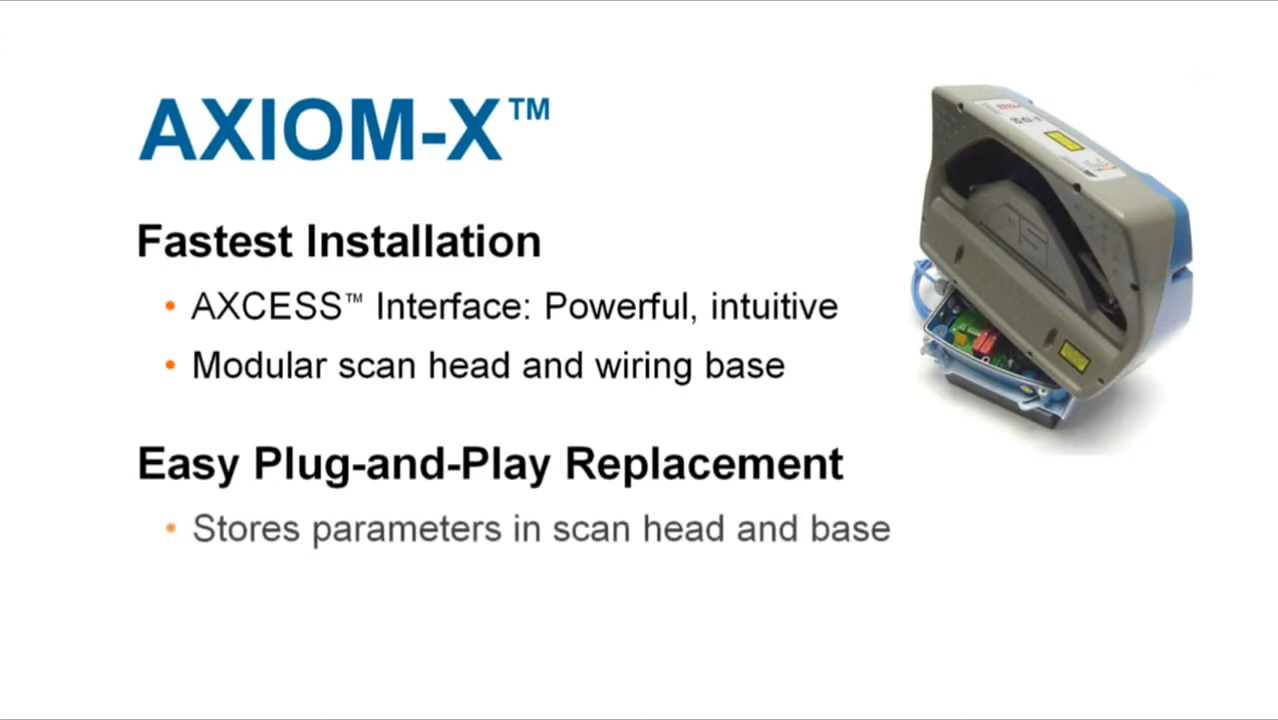 AXIOM-X™
Fastest Installation
• AXCESS™ Interface: Powerful, intuitive
• Modular scan head and wiring base
Easy Plug-and-Play Replacement
• Stores parameters in scan head and base